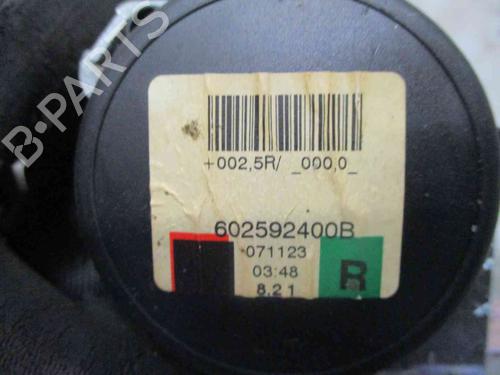 B-PARTS
+002,5R/ _000,0_
602592400B
071123
03:48
8.2 1
R